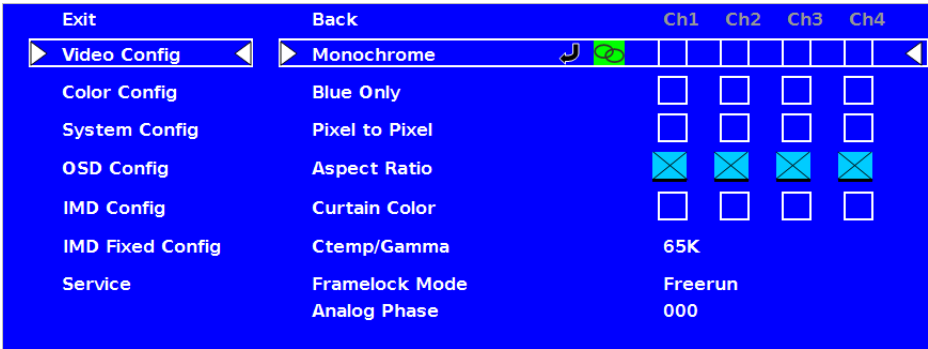 Exit Back Ch1 Ch2 Ch3 Ch4
Video Config Monochrome
Color Config Blue Only
System Config Pixel to Pixel
OSD Config Aspect Ratio
IMD Config Curtain Color
IMD Fixed Config Ctemp/Gamma 65K
Service Framelock Mode Freerun
Analog Phase 000